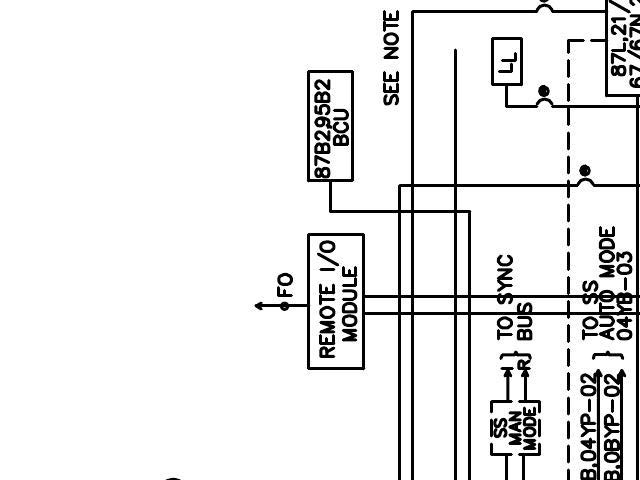 SEE NOTE
87B295B2
BCU
LL
87L,21/
67/67N/
FO
REMOTE I/O
MODULE
TO SYNC
BUS
TO SS
AUTO MODE
04YB-03
I
R
SS
MAN
MODE
B.04YP-02
B.0BYP-02